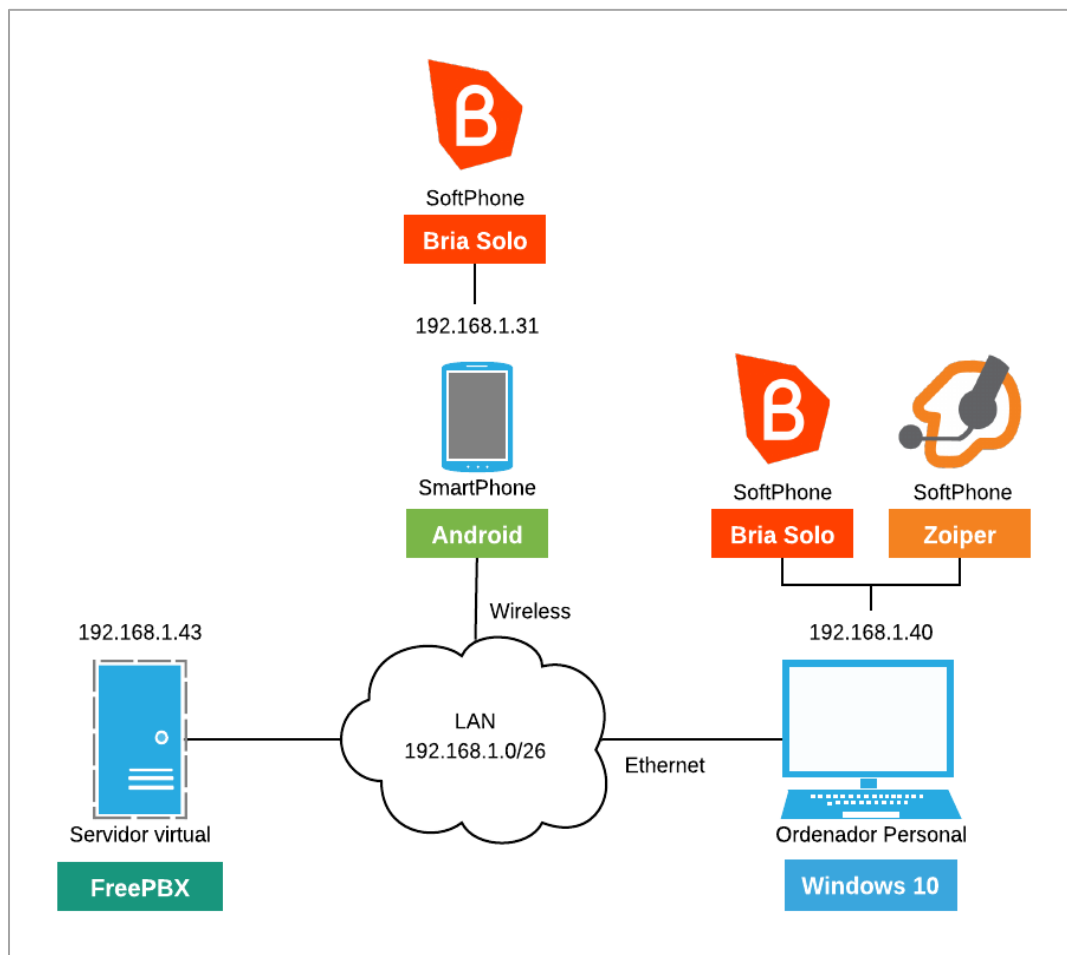 B
SoftPhone
Bria Solo
192.168.1.31
SmartPhone
Android
Wireless
B
SoftPhone
Bria Solo
SoftPhone
Zoiper
192.168.1.40
192.168.1.43
LAN
192.168.1.0/26
Ethernet
Servidor virtual
FreePBX
Ordenador Personal
Windows 10